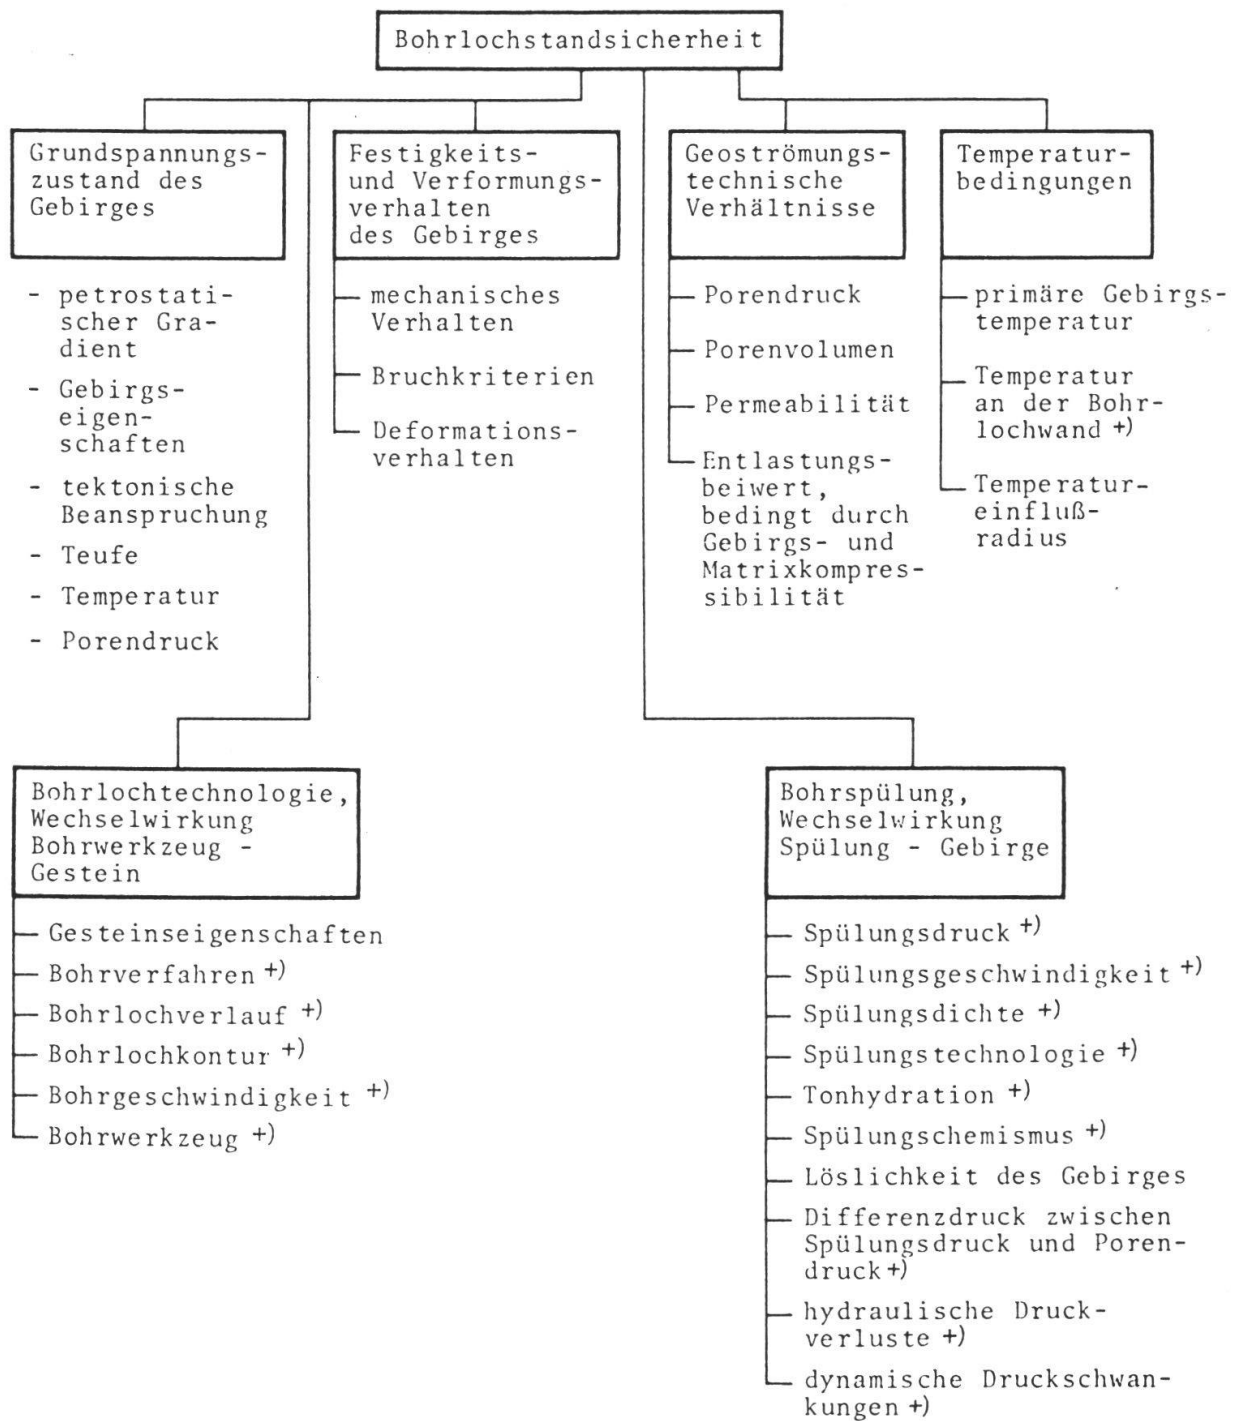 Bohrlochstandsicherheit
Grundspannungs-
zustand des
Gebirges
- petrostati-
scher Gra-
dient
- Gebirgs-
eigen-
schaften
- tektonische
Beanspruchung
- Teufe
- Temperatur
- Porendruck
Festigkeits-
und Verformungs-
verhalten
des Gebirges
mechanisches
Verhalten
Bruchkriterien
Deformations-
verhalten
Geoströmungs-
technische
Verhältnisse
Porendruck
Porenvolumen
Permeabilität
Entlastungs-
beiwert,
bedingt durch
Gebirgs- und
Matrixkompres-
sibilität
Temperatur-
bedingungen
primäre Gebirgs-
temperatur
Temperatur
an der Bohr-
lochwand +)
Temperatur-
einfluß-
radius
Bohrlochtechnologie,
Wechselwirkung
Bohrwerkzeug -
Gestein
Gesteinseigenschaften
Bohrverfahren +)
Bohrlochverlauf +)
Bohrlochkontur +)
Bohrgeschwindigkeit +)
Bohrwerkzeug +)
Bohrspülung,
Wechselwirkung
Spülung - Gebirge
Spülungsdruck +)
Spülungsgeschwindigkeit +)
Spülungsdichte +)
Spülungstechnologie +)
Tonhydration +)
Spülungschemismus +)
Löslichkeit des Gebirges
Differenzdruck zwischen
Spülungsdruck und Poren-
druck +)
hydraulische Druck-
verluste +)
dynamische Druckschwan-
kungen +)